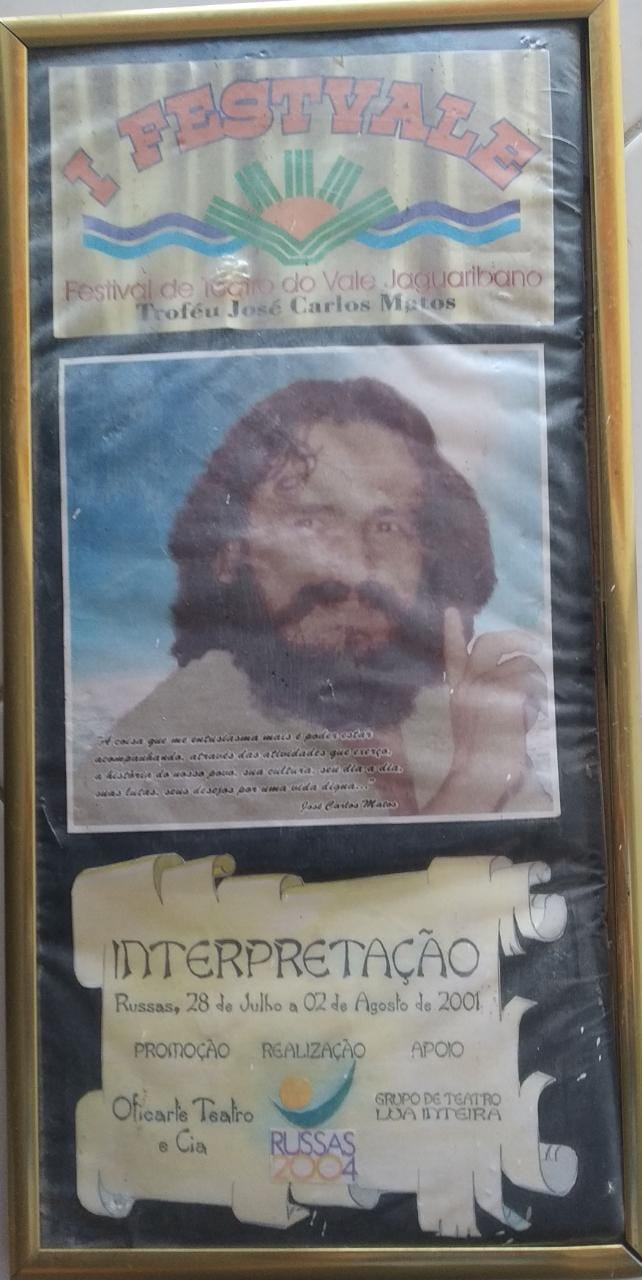 I FESTVALE
Festival de Teatro do Vale Jaguaribano
Troféu José Carlos Matos
"A coisa que me entusiasma mais é poder estar
acompanhando, através das atividades que exerço,
a história do nosso povo, sua cultura, seu dia a dia,
suas lutas, seus desejos por uma vida digna..."
José Carlos Matos
INTERPRETAÇÃO
Russas, 28 de Julho a 02 de Agosto de 2001
PROMOÇÃO REALIZAÇÃO APOIO
Oficarte Teatro
e Cia
RUSSAS
2004
GRUPO DE TEATRO
LUA INTEIRA